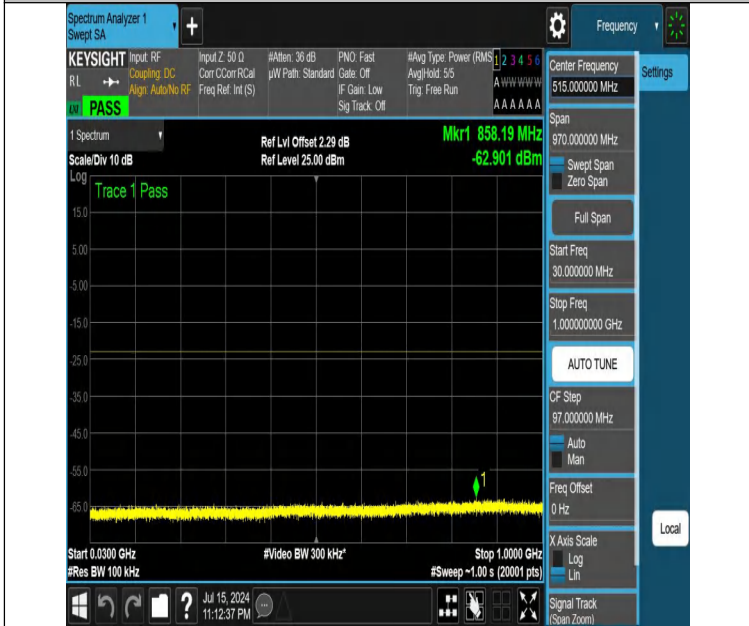 Spectrum Analyzer 1
Swept SA
+
Frequency
KEYSIGHT
RL
PASS
Input: RF
Coupling: DC
Align: Auto/No RF
Input Z: 50 Ω
Corr CCorr RCal
Freq Ref: Int (S)
#Atten: 36 dB
µW Path: Standard
PNO: Fast
Gate: Off
IF Gain: Low
Sig Track: Off
#Avg Type: Power (RMS
Avg|Hold: 5/5
Trig: Free Run
1 2 3 4 5 6
A W W W W W
A A A A A A
1 Spectrum
Scale/Div 10 dB
Ref Lvl Offset 2.29 dB
Ref Level 25.00 dBm
Mkr1 858.19 MHz
-62.901 dBm
Log
Trace 1 Pass
15.0
5.00
-5.00
-15.0
-25.0
-35.0
-45.0
-55.0
-65.0
1
Start 0.0300 GHz
#Res BW 100 kHz
#Video BW 300 kHz*
Stop 1.0000 GHz
#Sweep ~1.00 s (20001 pts)
?
Jul 15, 2024
11:12:37 PM
Center Frequency
515.000000 MHz
Settings
Span
970.000000 MHz
Swept Span
Zero Span
Full Span
Start Freq
30.000000 MHz
Stop Freq
1.000000000 GHz
AUTO TUNE
CF Step
97.000000 MHz
Auto
Man
Freq Offset
0 Hz
Local
X Axis Scale
Log
Lin
Signal Track
(Span Zoom)